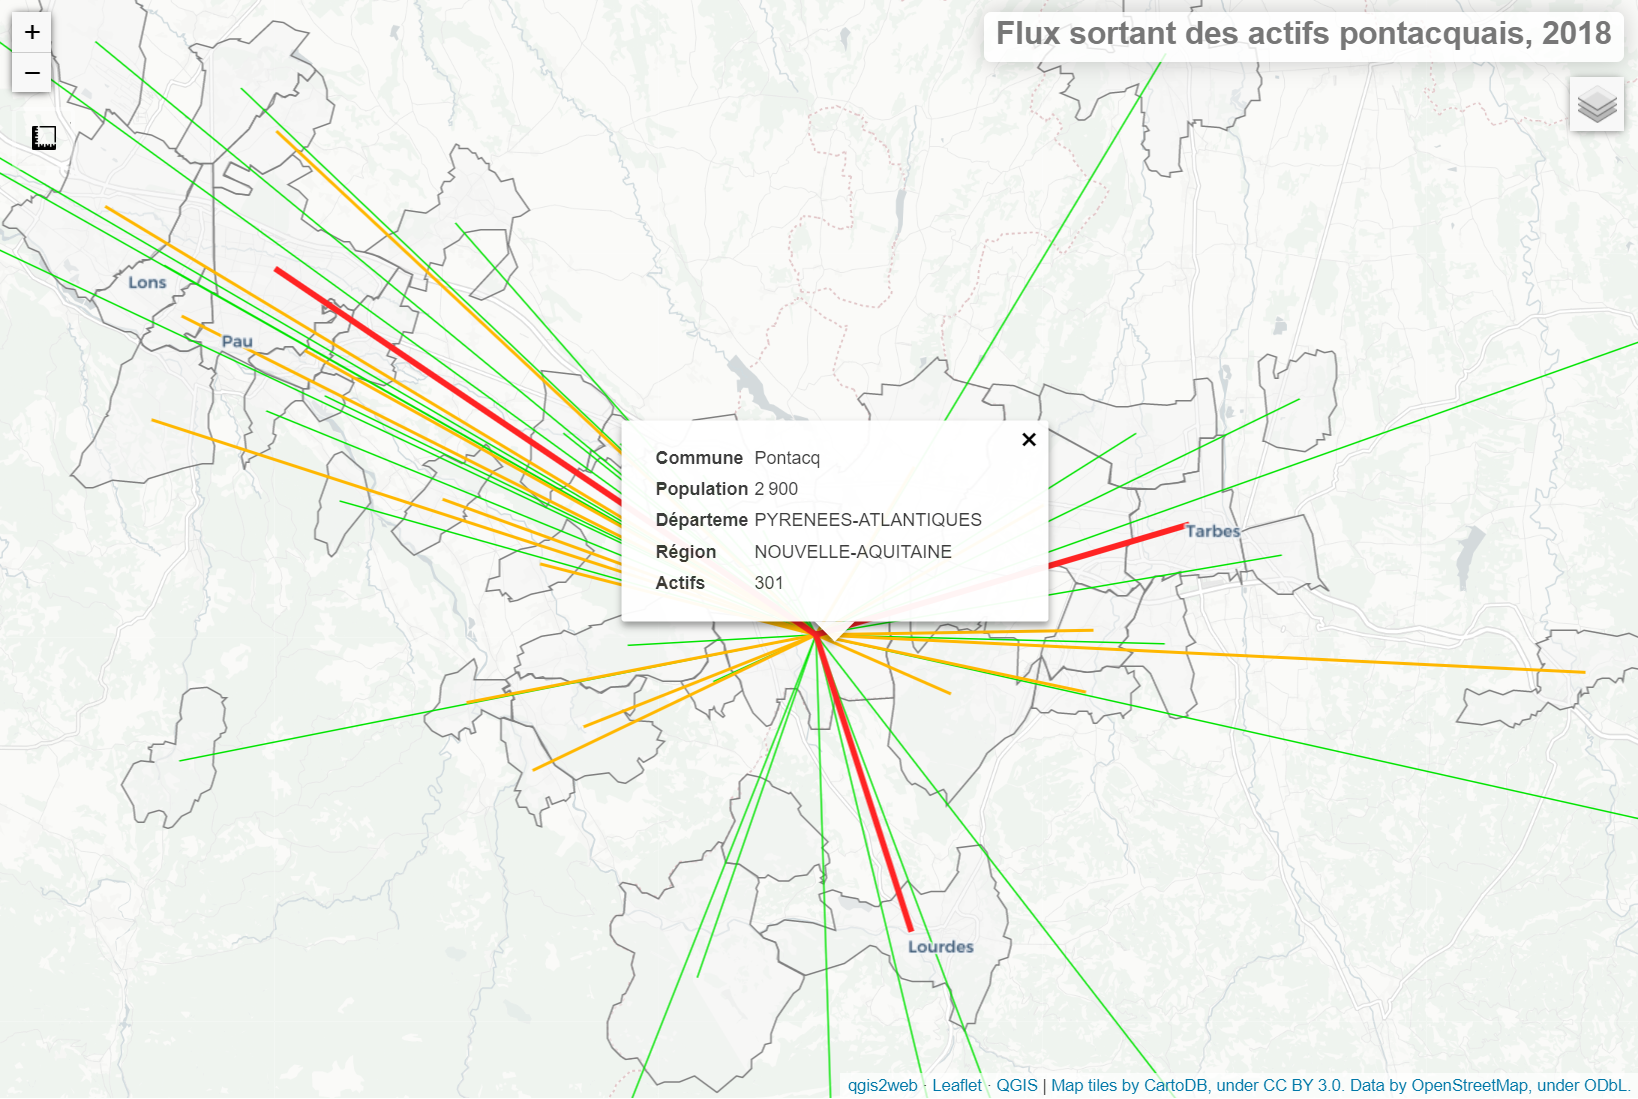 +
−
Flux sortant des actifs pontacquais, 2018
Lons
Pau
×
Commune Pontacq
Population 2 900
Départeme PYRENEES-ATLANTIQUES
Région NOUVELLE-AQUITAINE
Actifs 301
Tarbes
Lourdes
qgis2web · Leaflet · QGIS | Map tiles by CartoDB, under CC BY 3.0. Data by OpenStreetMap, under ODbL.